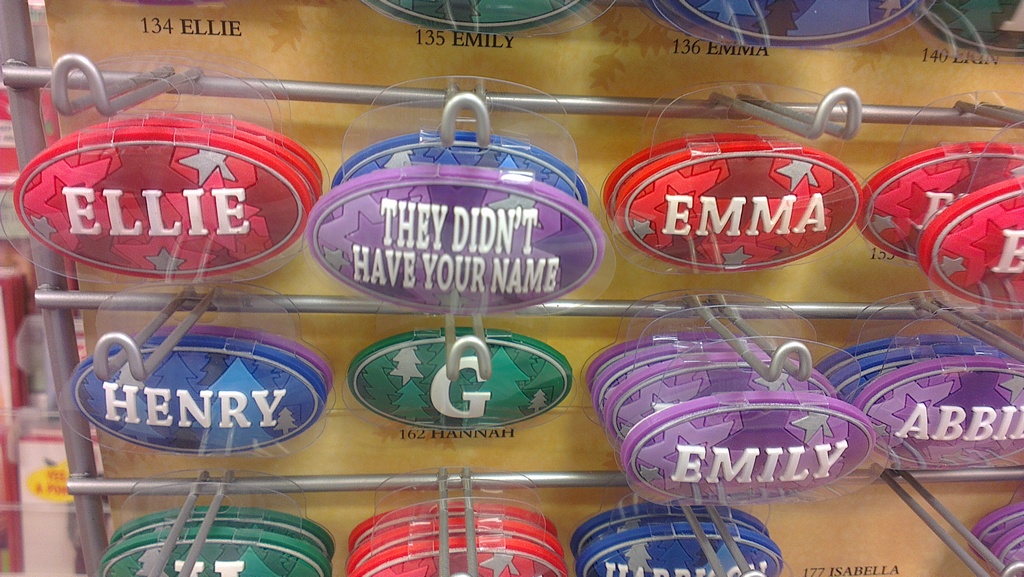 134 ELLIE
135 EMILY
136 EMMA
ELLIE
THEY DIDN'T
HAVE YOUR NAME
EMMA
HENRY
G
162 HANNAH
EMILY
177 ISABELLA